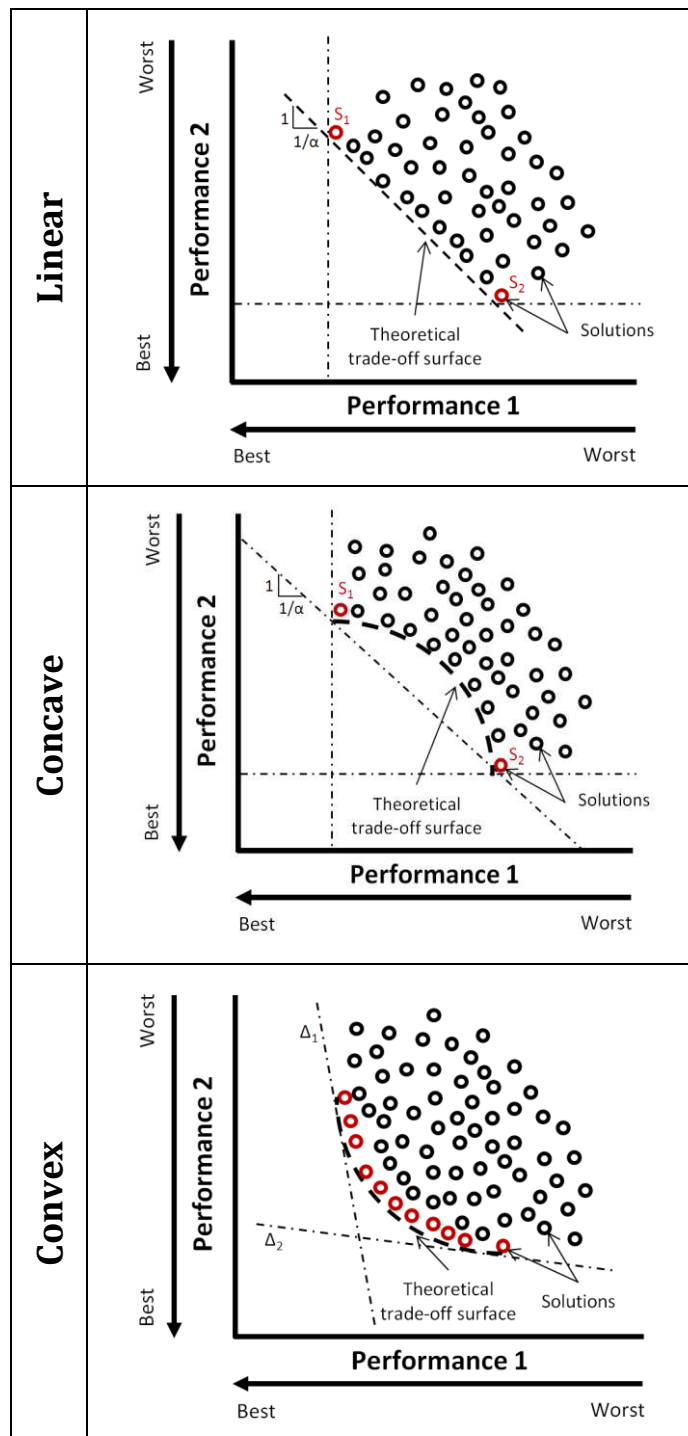 Linear
Worst
Best
Performance 2
1
1/α
S₁
S₂
Theoretical
trade-off surface
Solutions
Performance 1
Best
Worst
Concave
Worst
Best
Performance 2
1
1/α
S₁
S₂
Theoretical
trade-off surface
Solutions
Performance 1
Best
Worst
Convex
Worst
Best
Performance 2
Δ₁
Δ₂
Theoretical
trade-off surface
Solutions
Performance 1
Best
Worst